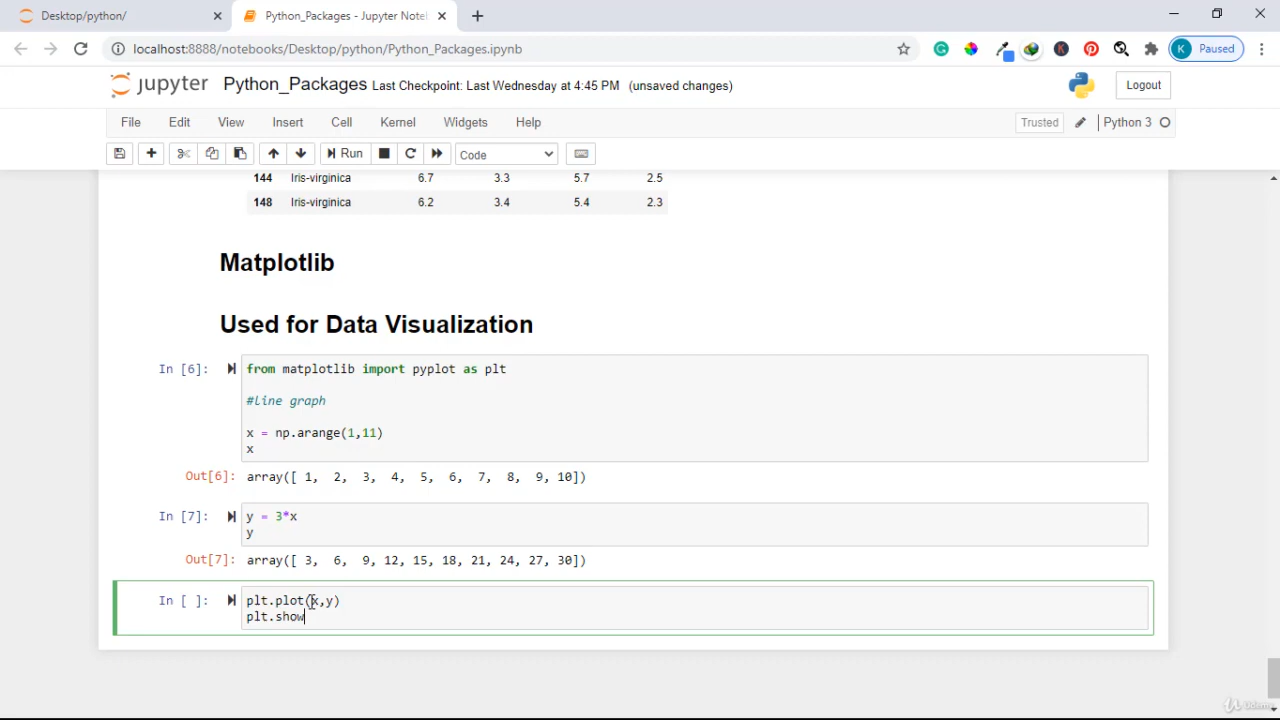 Desktop/python/
Python_Packages - Jupyter Notel
localhost:8888/notebooks/Desktop/python/Python_Packages.ipynb
K Paused
jupyter Python_Packages Last Checkpoint: Last Wednesday at 4:45 PM (unsaved changes)
Logout
File Edit View Insert Cell Kernel Widgets Help
Trusted Python 3
Run Code
144 Iris-virginica 6.7 3.3 5.7 2.5
148 Iris-virginica 6.2 3.4 5.4 2.3
Matplotlib
Used for Data Visualization
In [6]: from matplotlib import pyplot as plt
#line graph
x = np.arange(1,11)
x
Out[6]: array([ 1, 2, 3, 4, 5, 6, 7, 8, 9, 10])
In [7]: y = 3*x
y
Out[7]: array([ 3, 6, 9, 12, 15, 18, 21, 24, 27, 30])
In [ ]: plt.plot(x,y)
plt.show
Udemy